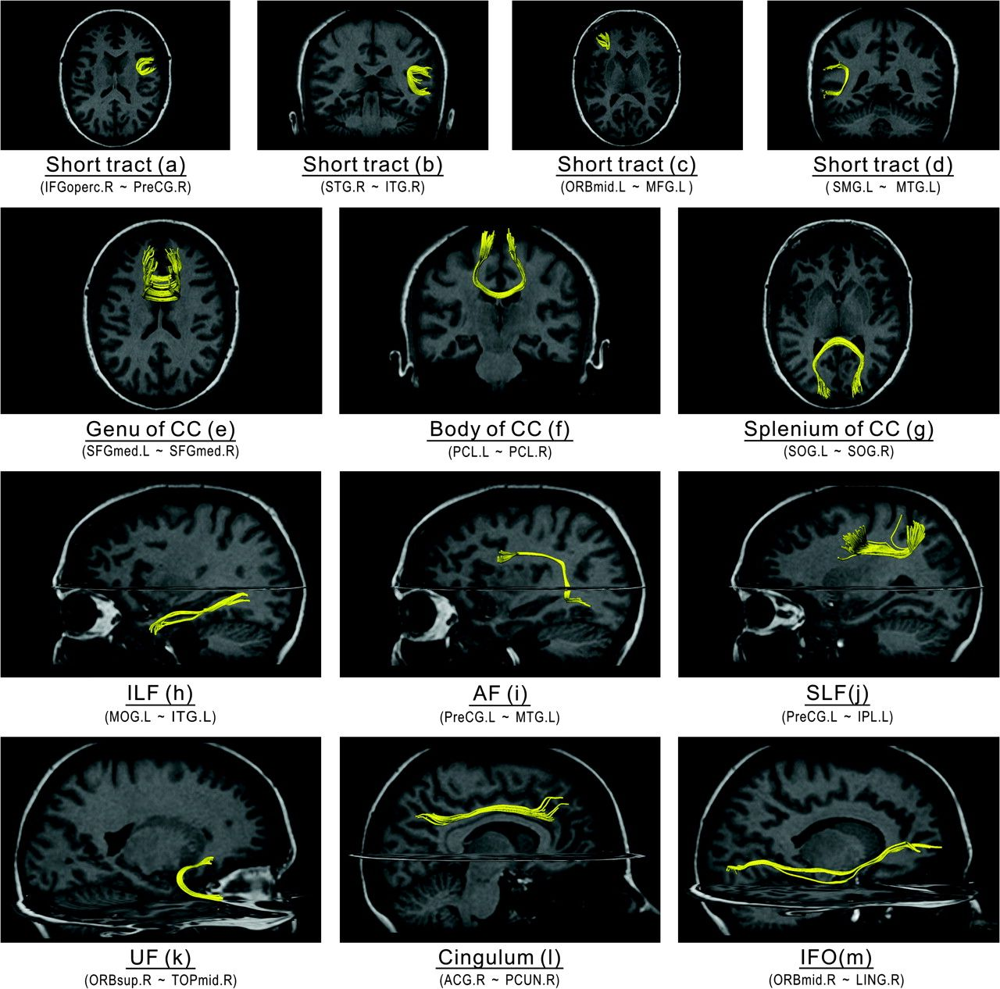 Short tract (a)
(IFGoperc.R ~ PreCG.R)
Short tract (b)
(STG.R ~ ITG.R)
Short tract (c)
(ORBmid.L ~ MFG.L)
Short tract (d)
(SMG.L ~ MTG.L)
Genu of CC (e)
(SFGmed.L ~ SFGmed.R)
Body of CC (f)
(PCL.L ~ PCL.R)
Splenium of CC (g)
(SOG.L ~ SOG.R)
ILF (h)
(MOG.L ~ ITG.L)
AF (i)
(PreCG.L ~ MTG.L)
SLF(j)
(PreCG.L ~ IPL.L)
UF (k)
(ORBsup.R ~ TOPmid.R)
Cingulum (l)
(ACG.R ~ PCUN.R)
IFO(m)
(ORBmid.R ~ LING.R)